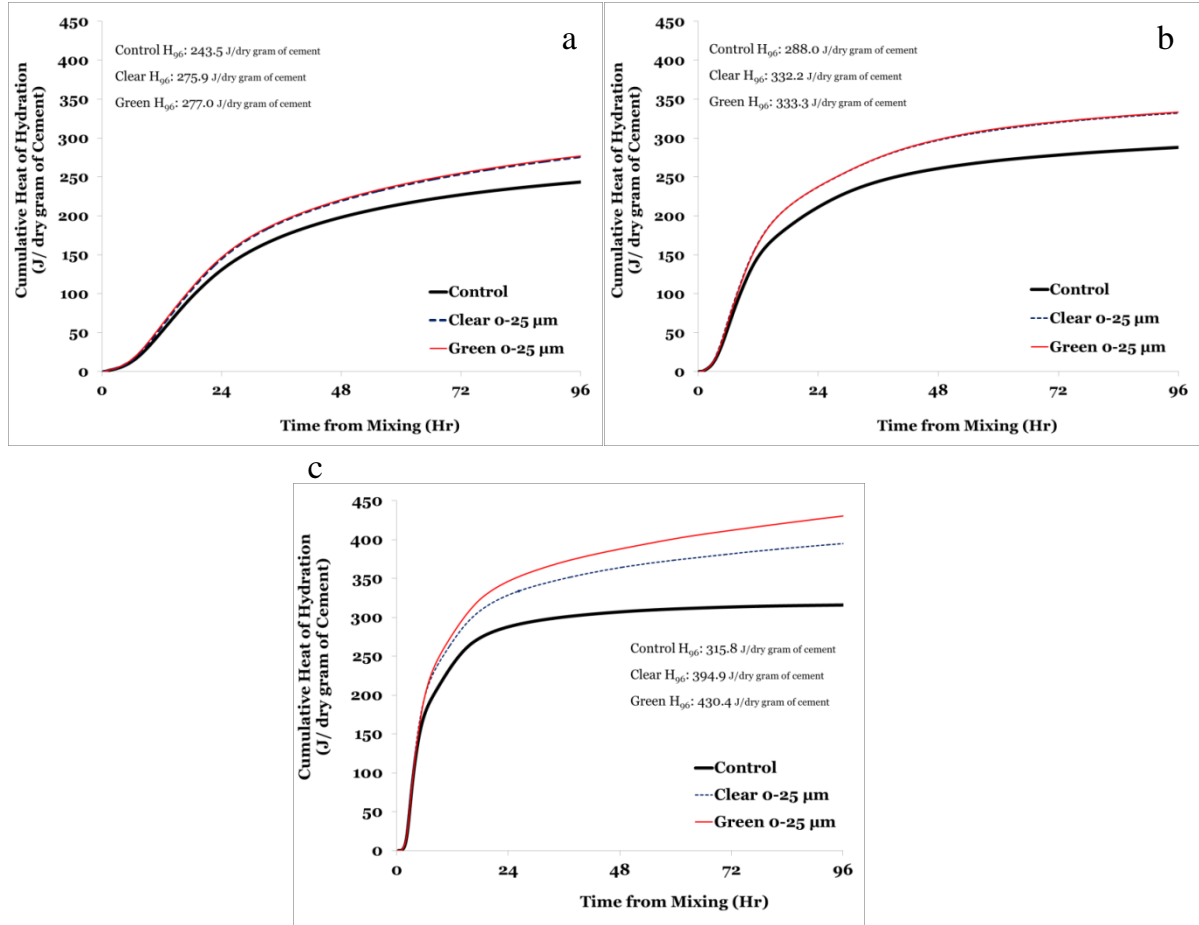 a
Control H₉₆: 243.5 J/dry gram of cement
Clear H₉₆: 275.9 J/dry gram of cement
Green H₉₆: 277.0 J/dry gram of cement
Cumulative Heat of Hydration
(J/ dry gram of Cement)
450
400
350
300
250
200
150
100
50
0
Control
Clear 0-25 µm
Green 0-25 µm
0 24 48 72 96
Time from Mixing (Hr)
b
Control H₉₆: 288.0 J/dry gram of cement
Clear H₉₆: 332.2 J/dry gram of cement
Green H₉₆: 333.3 J/dry gram of cement
Cumulative Heat of Hydration
(J/ dry gram of Cement)
450
400
350
300
250
200
150
100
50
0
Control
Clear 0-25 µm
Green 0-25 µm
0 24 48 72 96
Time from Mixing (Hr)
c
Cumulative Heat of Hydration
(J/ dry gram of Cement)
450
400
350
300
250
200
150
100
50
0
Control H₉₆: 315.8 J/dry gram of cement
Clear H₉₆: 394.9 J/dry gram of cement
Green H₉₆: 430.4 J/dry gram of cement
Control
Clear 0-25 µm
Green 0-25 µm
0 24 48 72 96
Time from Mixing (Hr)